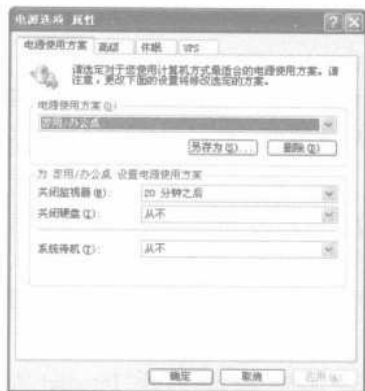 电源选项 属性
电源使用方案 高级 休眠 UPS
请选定对于您使用计算机方式最适合的电源使用方案。请
注意，更改下面的设置将修改选定的方案。
电源使用方案(O)
家用/办公桌
另存为(S)... 删除(D)
为 家用/办公桌 设置电源使用方案
关闭监视器(M): 20 分钟之后
关闭硬盘(I): 从不
系统待机(T): 从不
确定 取消 应用(A)